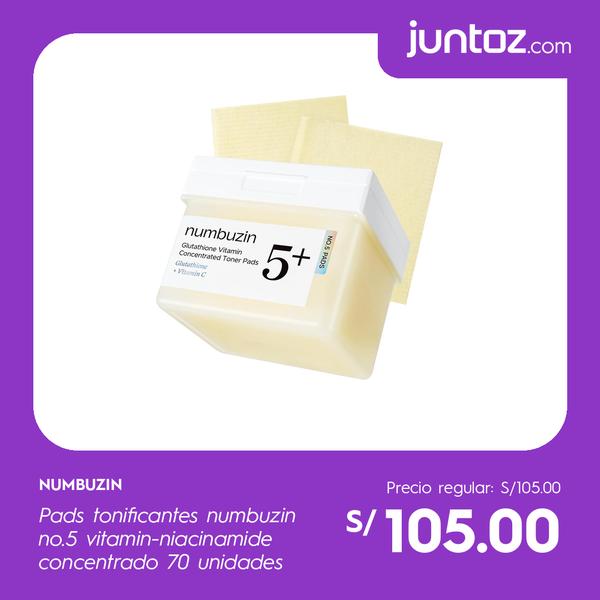 juntoz.com
numbuzin
Glutathione Vitamin
Concentrated Toner Pads
Glutathione
+ Vitamin C
5+
NO.5 PADS
NUMBUZIN
Pads tonificantes numbuzin
no.5 vitamin-niacinamide
concentrado 70 unidades
Precio regular: S/105.00
S/ 105.00